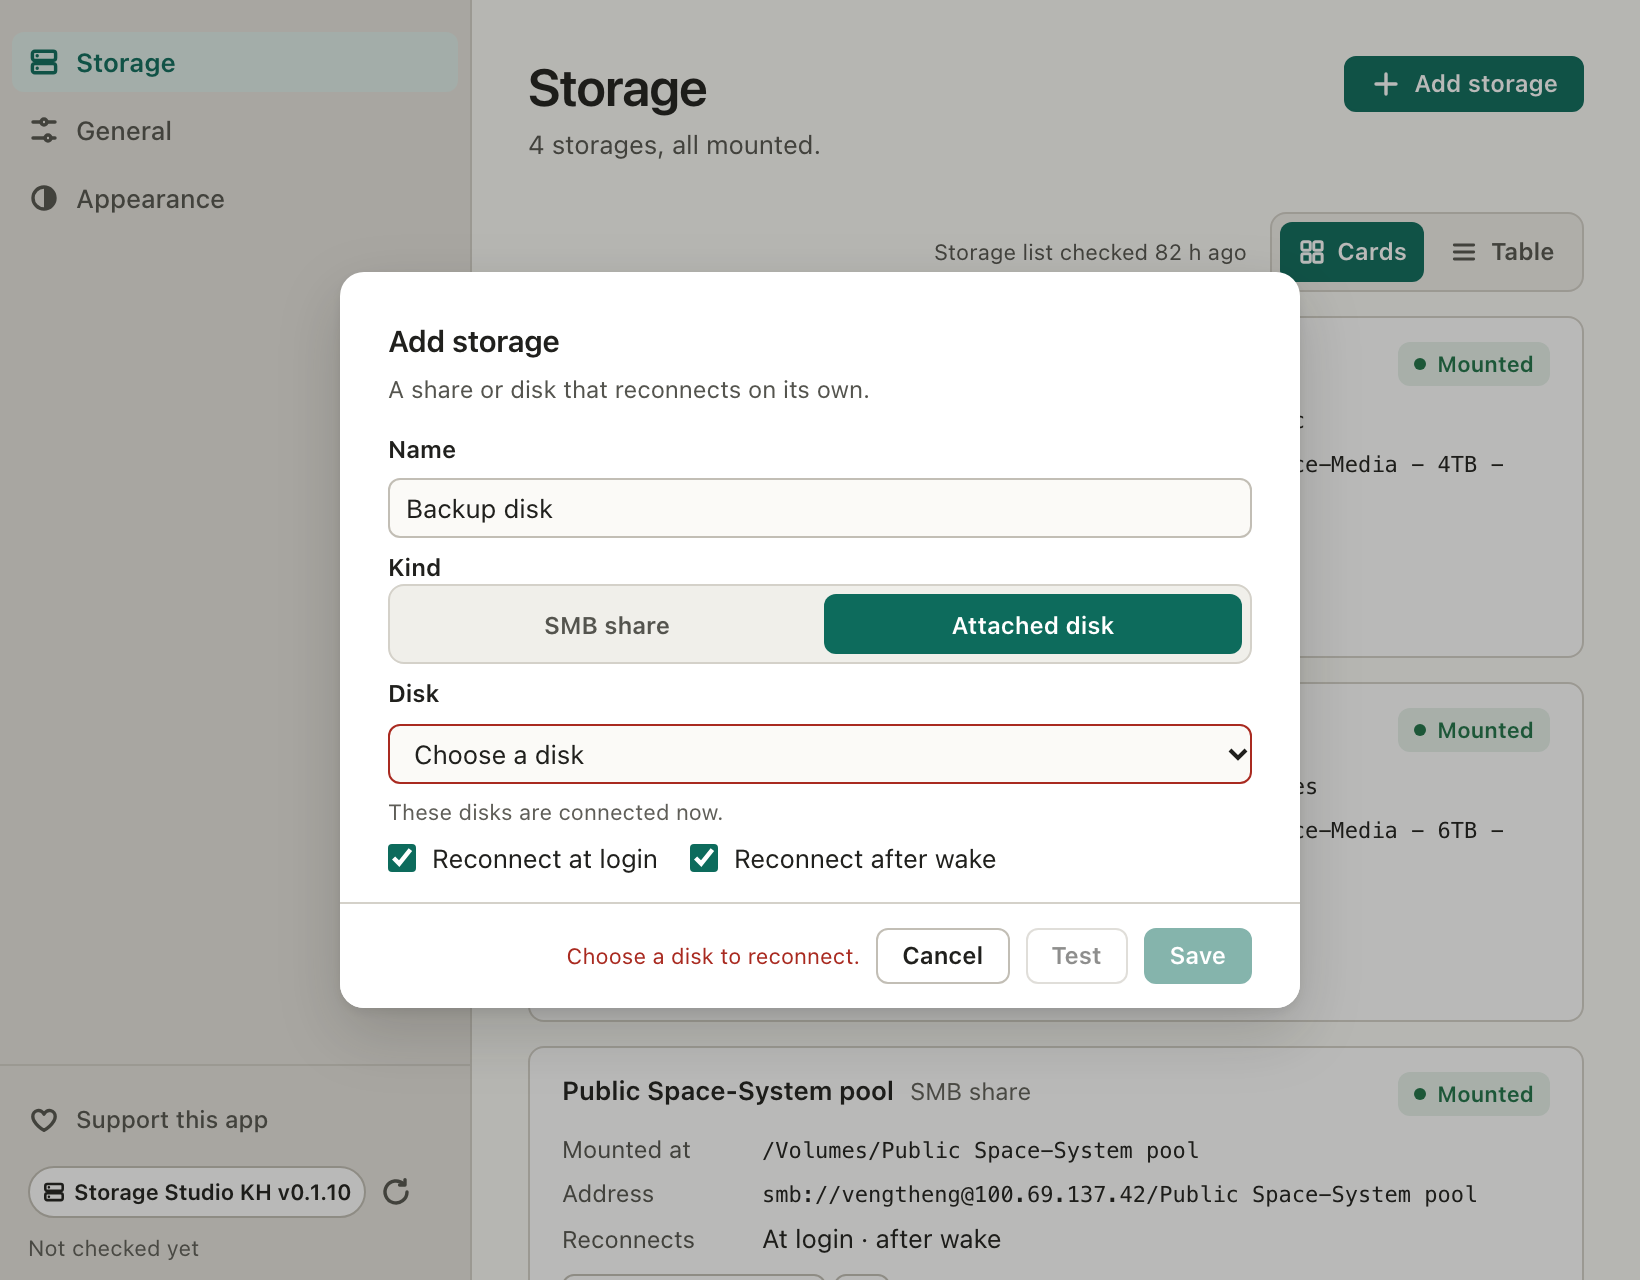 Storage
General
Appearance
Storage
4 storages, all mounted.
Add storage
Storage list checked 82 h ago
Cards
Table
Mounted
ce–Media – 4TB –
Mounted
es
ce–Media – 6TB –
Add storage
A share or disk that reconnects on its own.
Name
Backup disk
Kind
SMB share
Attached disk
Disk
Choose a disk
These disks are connected now.
Reconnect at login
Reconnect after wake
Choose a disk to reconnect.
Cancel
Test
Save
Public Space-System pool SMB share
Mounted
Mounted at /Volumes/Public Space–System pool
Address smb://vengtheng@100.69.137.42/Public Space–System pool
Reconnects At login · after wake
Support this app
Storage Studio KH v0.1.10
Not checked yet